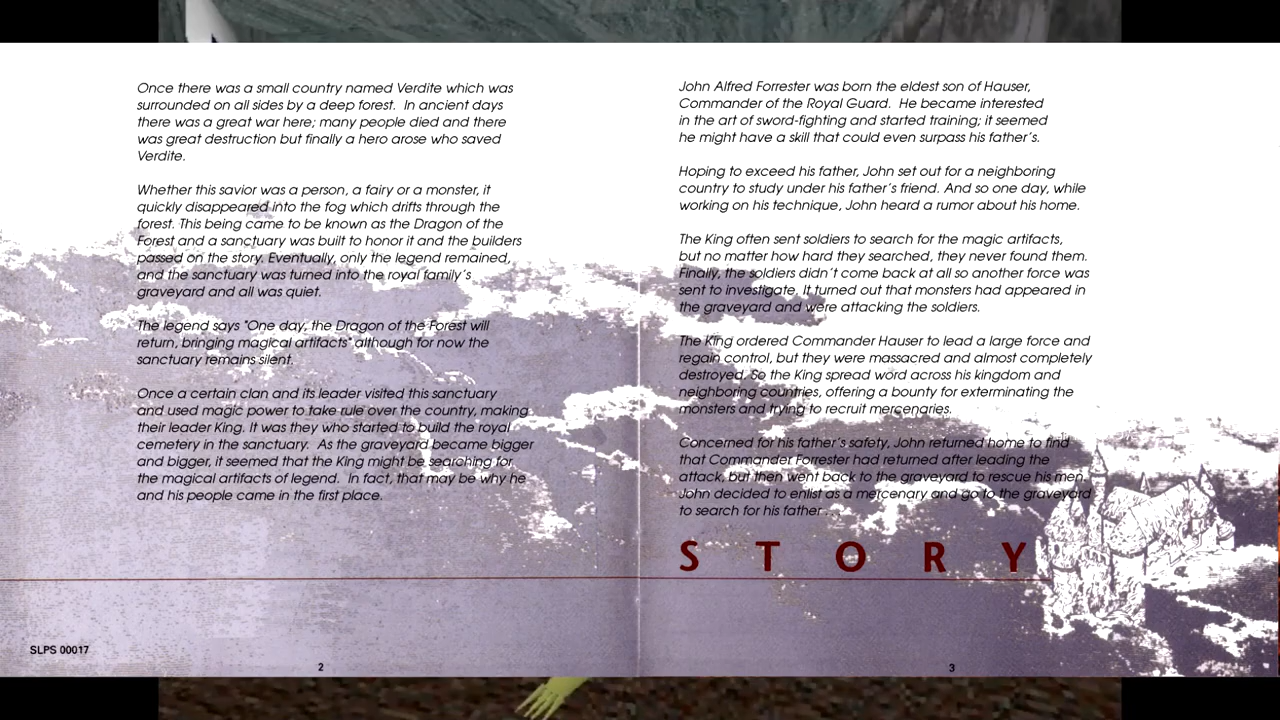 Once there was a small country named Verdite which was
surrounded on all sides by a deep forest. In ancient days
there was a great war here; many people died and there
was great destruction but finally a hero arose who saved
Verdite.
Whether this savior was a person, a fairy or a monster, it
quickly disappeared into the fog which drifts through the
forest. This being came to be known as the Dragon of the
Forest and a sanctuary was built to honor it and the builders
passed on the story. Eventually, only the legend remained,
and the sanctuary was turned into the royal family's
graveyard and all was quiet.
The legend says "One day, the Dragon of the Forest will
return, bringing magical artifacts" although for now the
sanctuary remains silent.
Once a certain clan and its leader visited this sanctuary
and used magic power to take rule over the country, making
their leader King. It was they who started to build the royal
cemetery in the sanctuary. As the graveyard became bigger
and bigger, it seemed that the King might be searching for
the magical artifacts of legend. In fact, that may be why he
and his people came in the first place.
SLPS 00017
2
John Alfred Forrester was born the eldest son of Hauser,
Commander of the Royal Guard. He became interested
in the art of sword-fighting and started training; it seemed
he might have a skill that could even surpass his father's.
Hoping to exceed his father, John set out for a neighboring
country to study under his father's friend. And so one day, while
working on his technique, John heard a rumor about his home.
The King often sent soldiers to search for the magic artifacts,
but no matter how hard they searched, they never found them.
Finally, the soldiers didn't come back at all so another force was
sent to investigate. It turned out that monsters had appeared in
the graveyard and were attacking the soldiers.
The King ordered Commander Hauser to lead a large force and
regain control, but they were massacred and almost completely
destroyed. So the King spread word across his kingdom and
neighboring countries, offering a bounty for exterminating the
monsters and trying to recruit mercenaries.
Concerned for his father's safety, John returned home to find
that Commander Forrester had returned after leading the
attack, but then went back to the graveyard to rescue his men.
John decided to enlist as a mercenary and go to the graveyard
to search for his father . . .
STORY
3